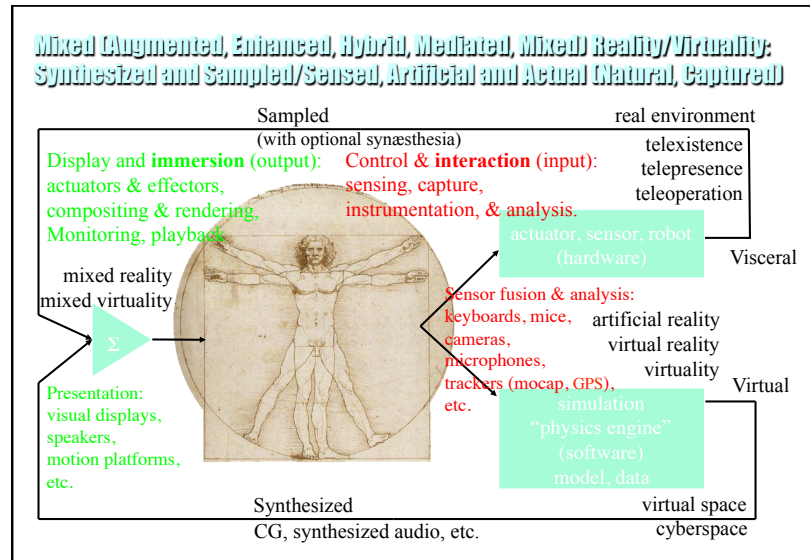 Mixed (Augmented, Enhanced, Hybrid, Mediated, Mixed) Reality/Virtuality:
Synthesized and Sampled/Sensed, Artificial and Actual (Natural, Captured)
Sampled
(with optional synæsthesia)
real environment
telexistence
telepresence
teleoperation
Display and immersion (output):
actuators & effectors,
compositing & rendering,
Monitoring, playback
Control & interaction (input):
sensing, capture,
instrumentation, & analysis.
actuator, sensor, robot
(hardware)
Visceral
mixed reality
mixed virtuality
Σ
Sensor fusion & analysis:
keyboards, mice,
cameras,
microphones,
trackers (mocap, GPS),
etc.
artificial reality
virtual reality
virtuality
Virtual
Presentation:
visual displays,
speakers,
motion platforms,
etc.
simulation
“physics engine”
(software)
model, data
Synthesized
CG, synthesized audio, etc.
virtual space
cyberspace